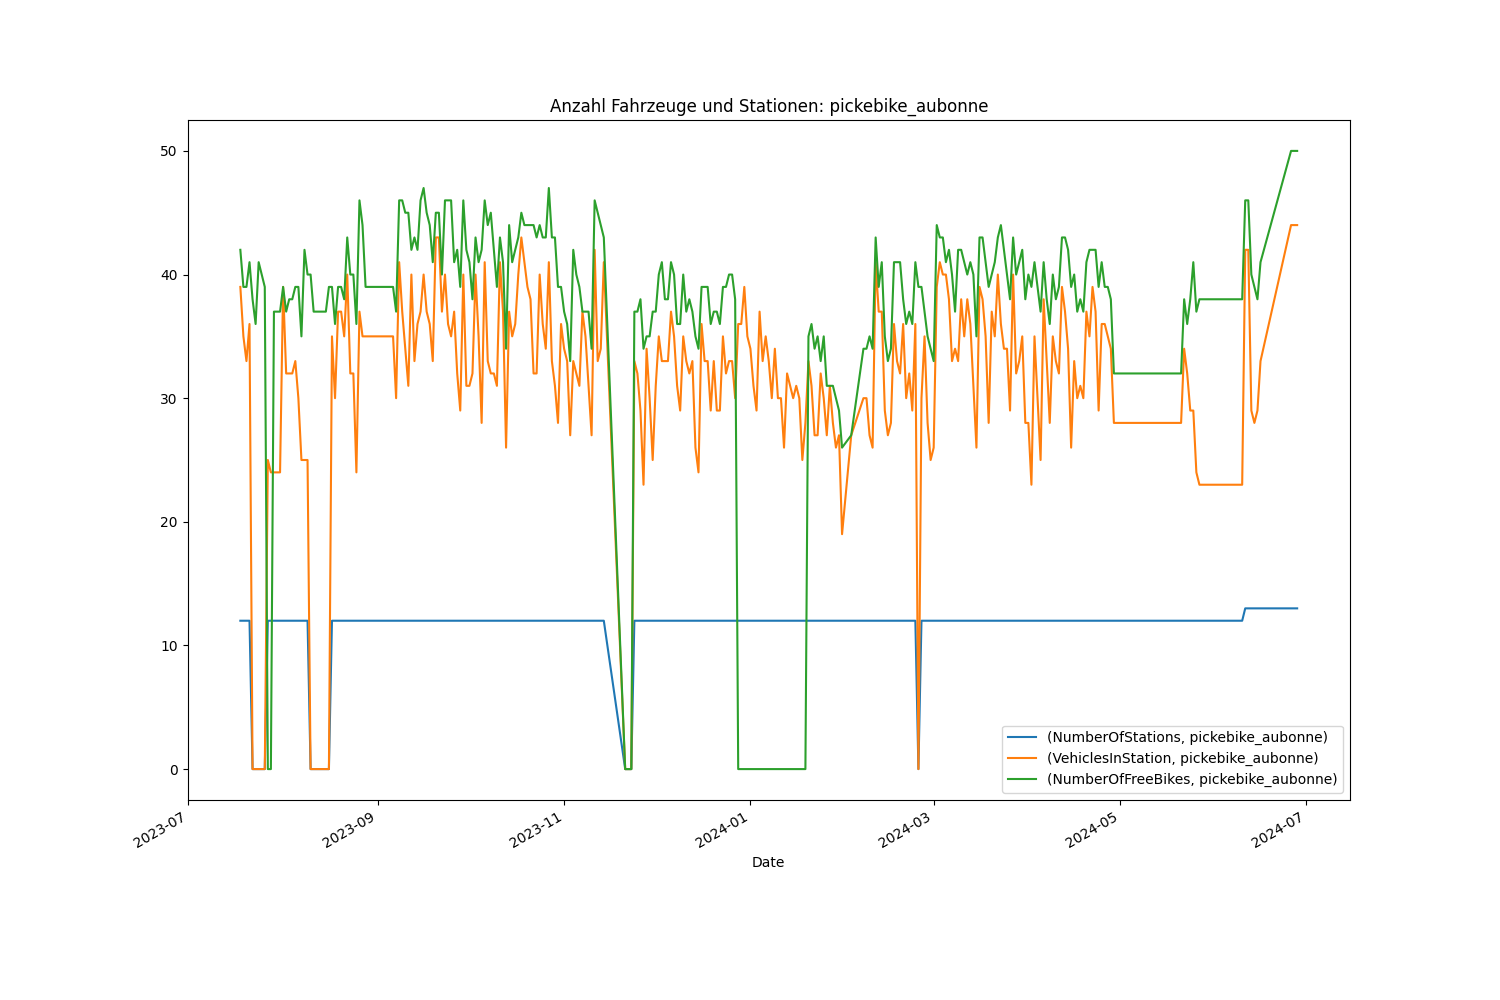 Anzahl Fahrzeuge und Stationen: pickebike_aubonne
50
40
30
20
10
0
(NumberOfStations, pickebike_aubonne)
(VehiclesInStation, pickebike_aubonne)
(NumberOfFreeBikes, pickebike_aubonne)
2023-07
2023-09
2023-11
2024-01
2024-03
2024-05
2024-07
Date